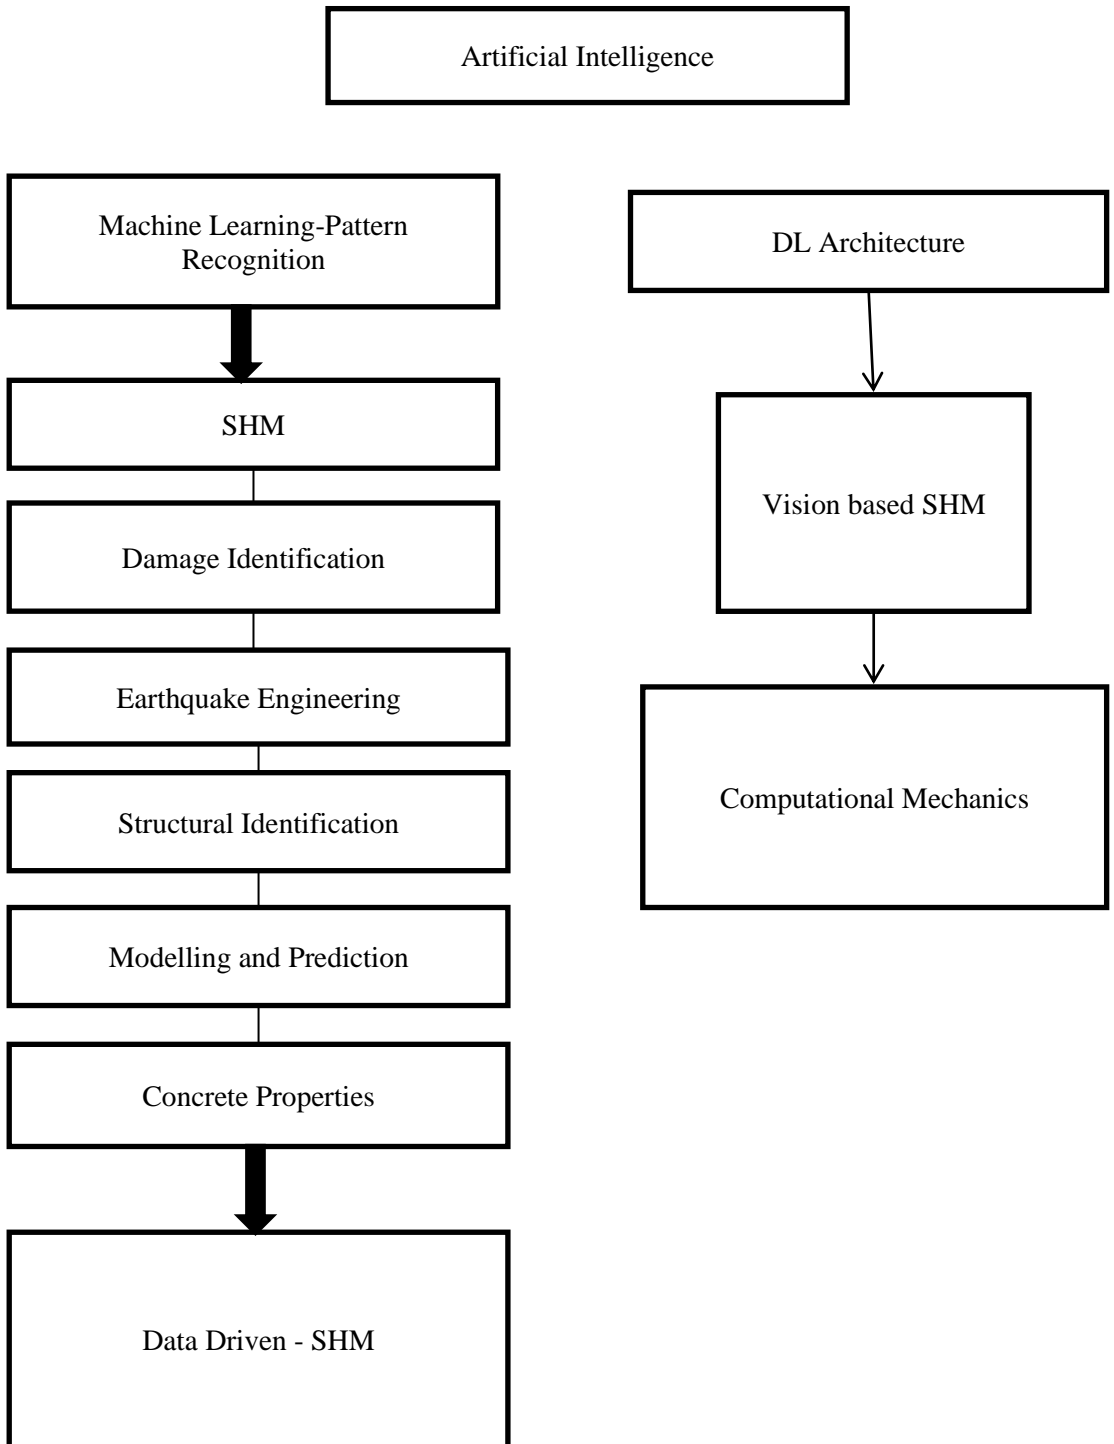 Artificial Intelligence
Machine Learning-Pattern
Recognition
SHM
Damage Identification
Earthquake Engineering
Structural Identification
Modelling and Prediction
Concrete Properties
Data Driven - SHM
DL Architecture
Vision based SHM
Computational Mechanics